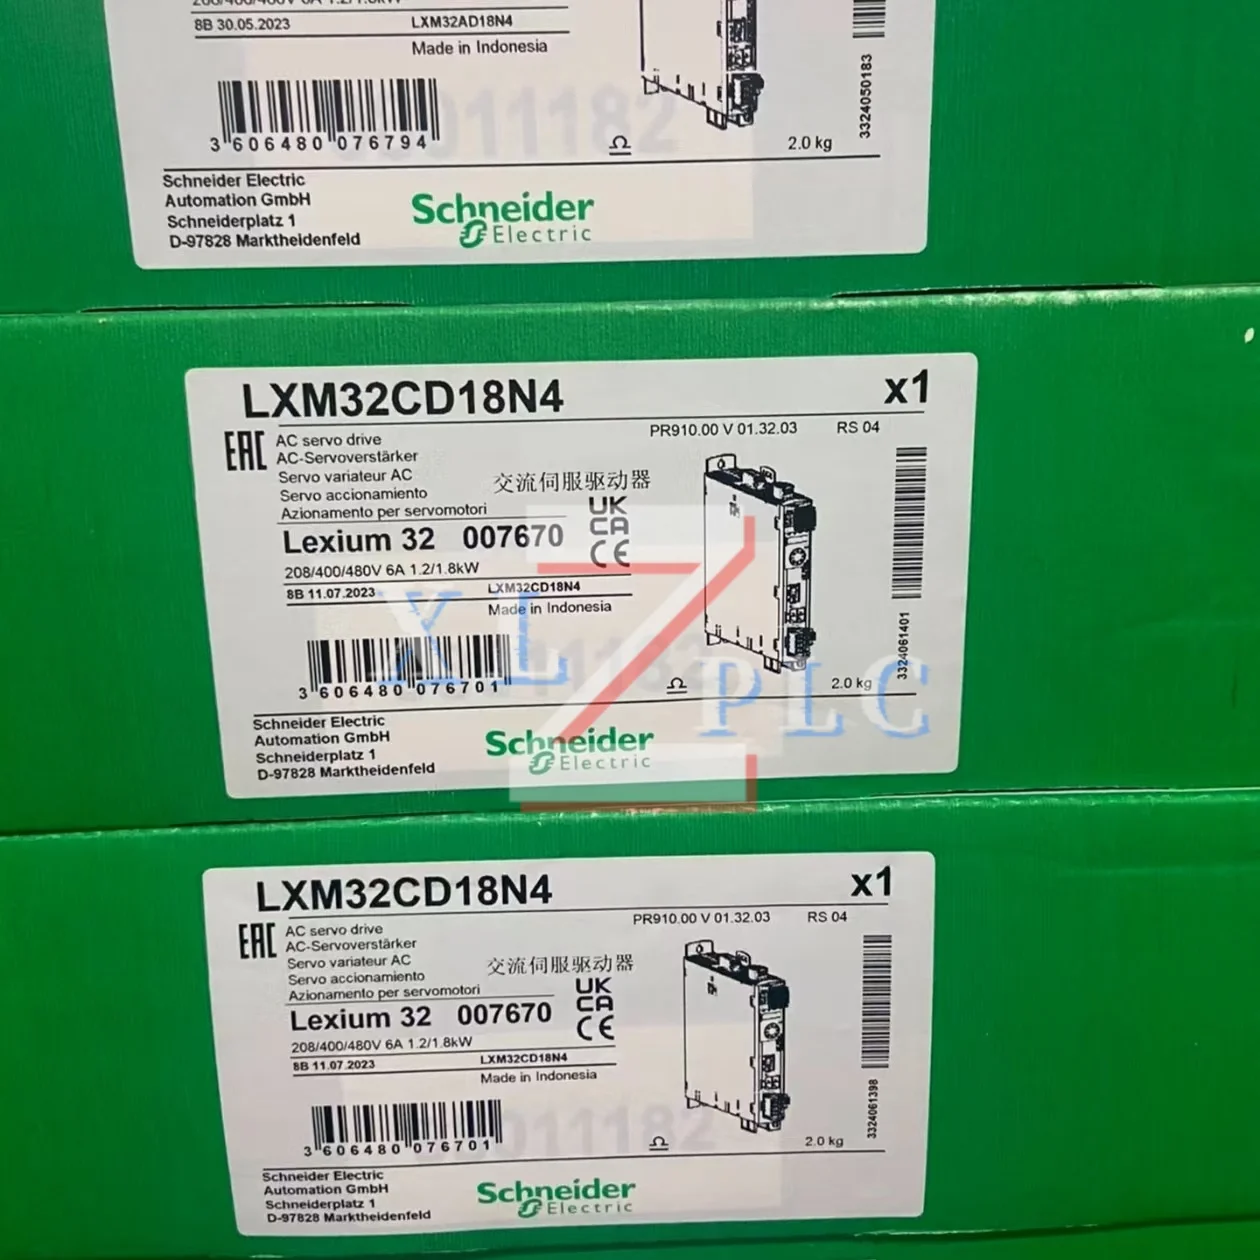 8B 30.05.2023
LXM32AD18N4
Made in Indonesia
3 606480 076794
2.0 kg
3324050183
Schneider Electric
Automation GmbH
Schneiderplatz 1
D-97828 Marktheidenfeld
Schneider
Electric
LXM32CD18N4
x1
PR910.00 V 01.32.03
RS 04
EAC
AC servo drive
AC-Servoverstärker
Servo variateur AC
Servo accionamiento
Azionamento per servomotori
交流伺服驱动器
UK
CA
CE
Lexium 32 007670
208/400/480V 6A 1.2/1.8kW
8B 11.07.2023
LXM32CD18N4
Made in Indonesia
3 606480 076701
2.0 kg
3324061401
XLZ PLC
Schneider Electric
Automation GmbH
Schneiderplatz 1
D-97828 Marktheidenfeld
Schneider
Electric
LXM32CD18N4
x1
PR910.00 V 01.32.03
RS 04
EAC
AC servo drive
AC-Servoverstärker
Servo variateur AC
Servo accionamiento
Azionamento per servomotori
交流伺服驱动器
UK
CA
CE
Lexium 32 007670
208/400/480V 6A 1.2/1.8kW
8B 11.07.2023
LXM32CD18N4
Made in Indonesia
3 606480 076701
2.0 kg
3324061398
Schneider Electric
Automation GmbH
Schneiderplatz 1
D-97828 Marktheidenfeld
Schneider
Electric